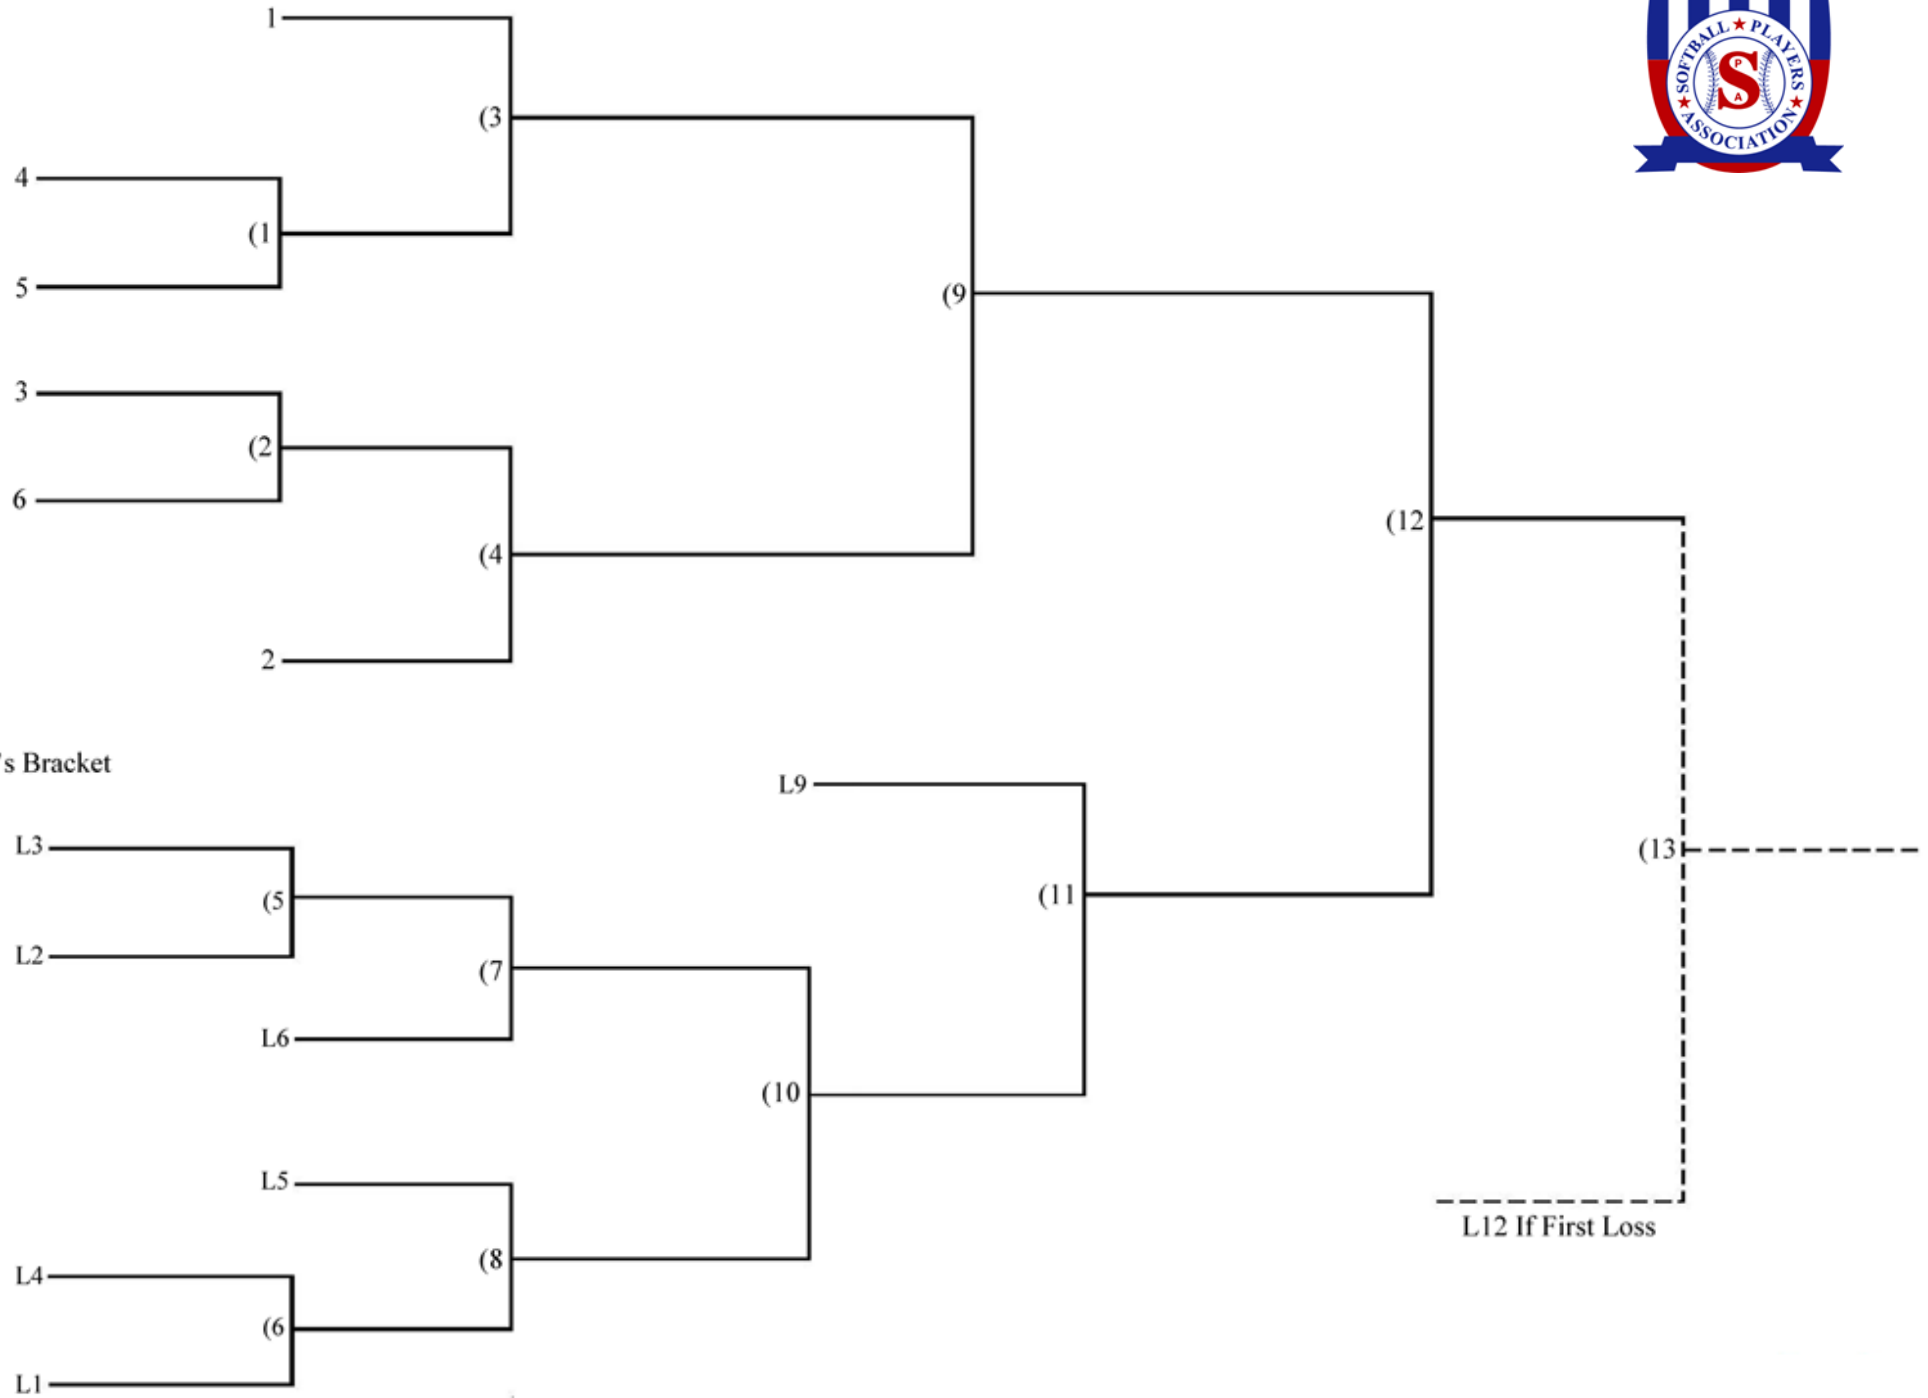 1
(3
4
(1
5
(9
3
(2
6
(12
(4
2
's Bracket
L9
L3
(13
(5
(11
L2
(7
L6
(10
L5
L12 If First Loss
(8
L4
(6
L1
SOFTBALL ★ PLAYERS ★ ASSOCIATION ★
P
S
A